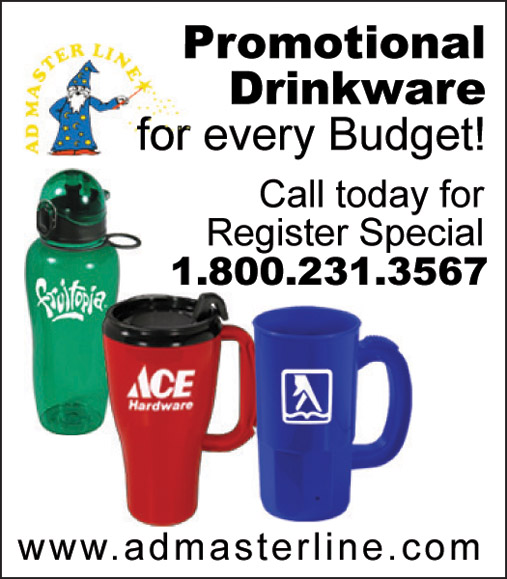 AD MASTER LINE
Promotional
Drinkware
for every Budget!
Call today for
Register Special
1.800.231.3567
fruitopia
ACE
Hardware
www.admasterline.com